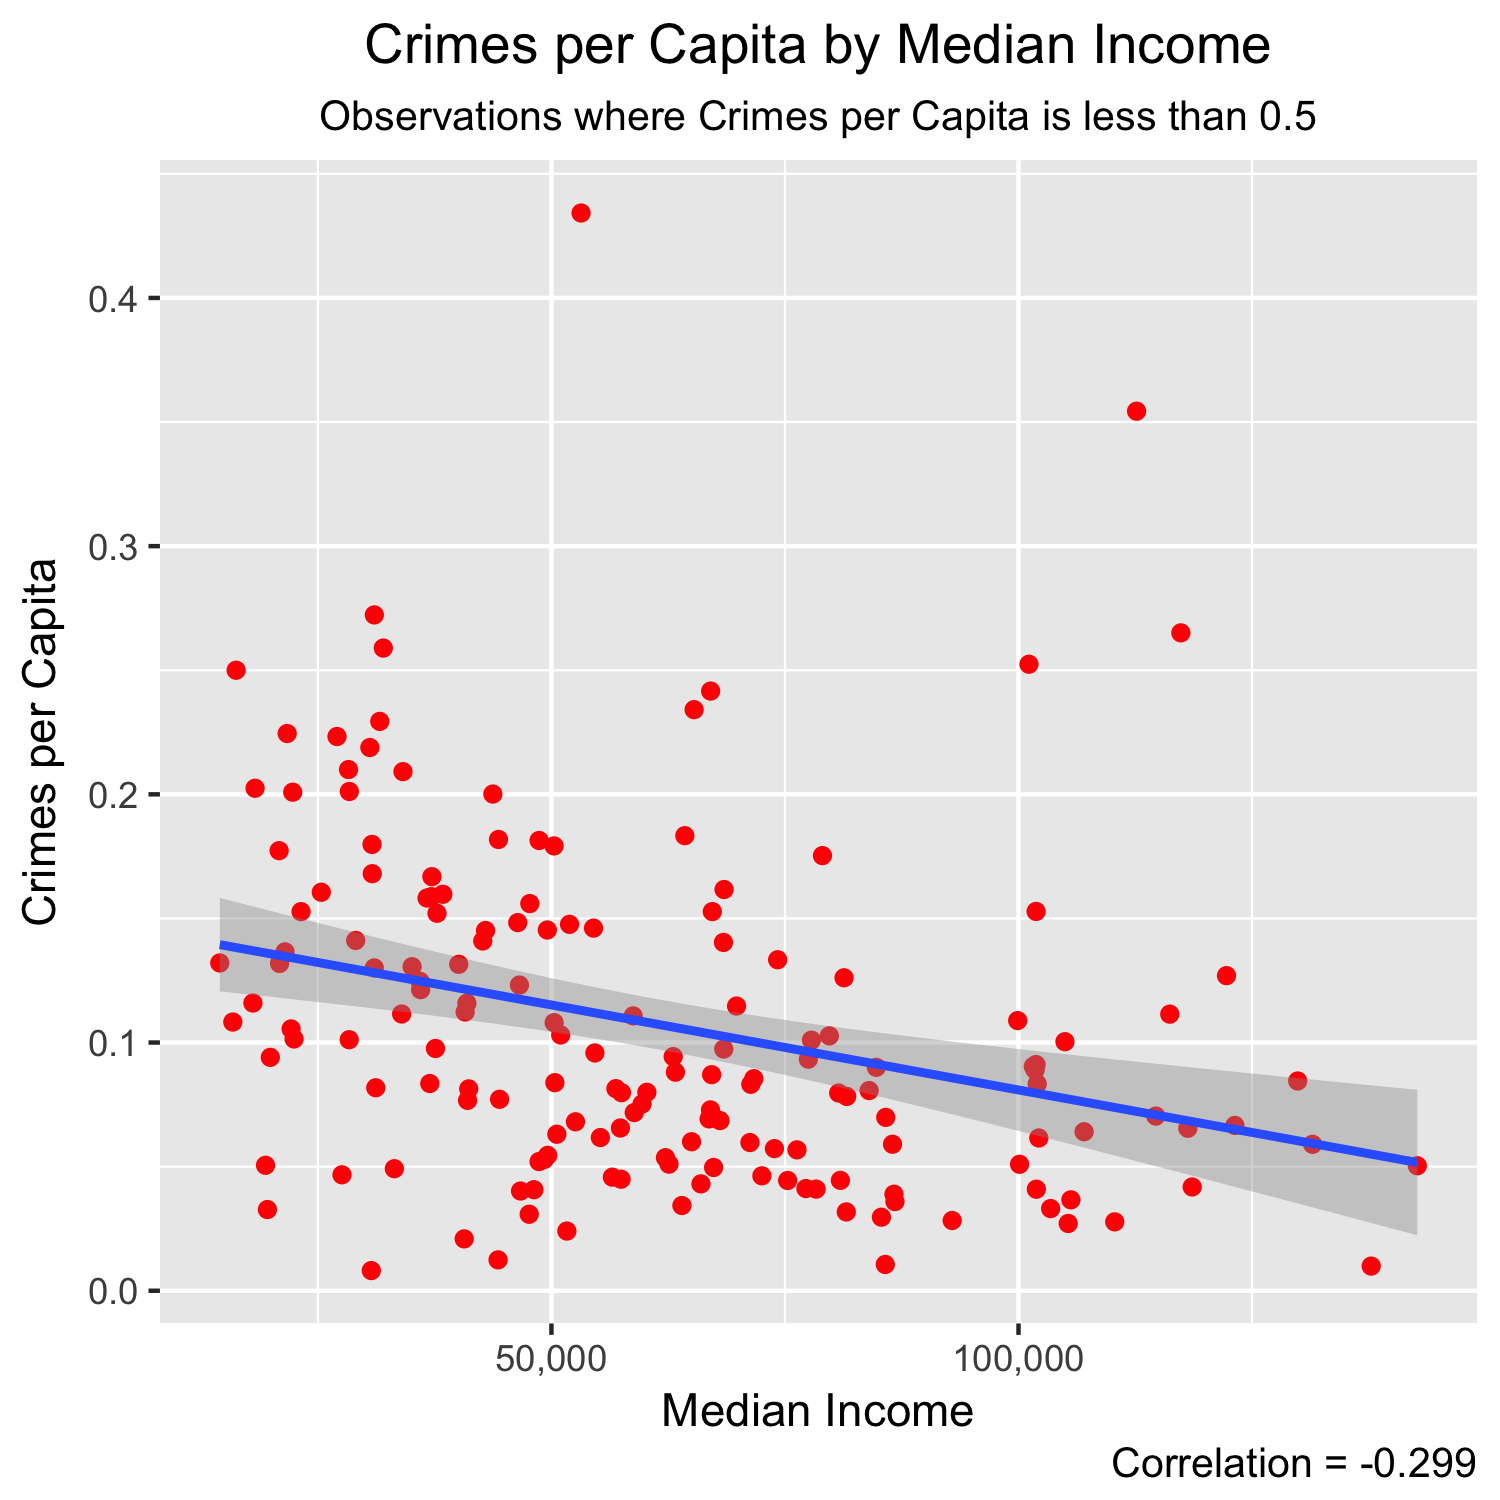 Crimes per Capita by Median Income
Observations where Crimes per Capita is less than 0.5
Crimes per Capita
0.4
0.3
0.2
0.1
0.0
50,000 100,000
Median Income
Correlation = -0.299